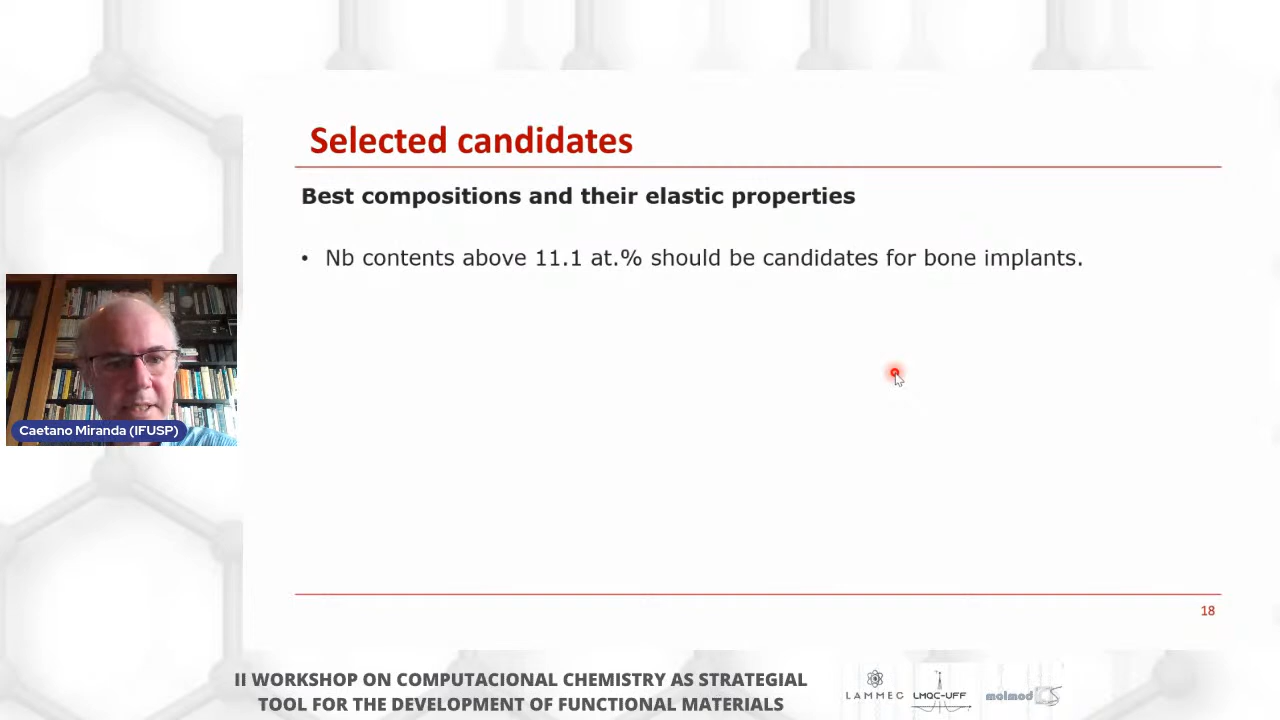 Selected candidates
Best compositions and their elastic properties
• Nb contents above 11.1 at.% should be candidates for bone implants.
Caetano Miranda (IFUSP)
18
II WORKSHOP ON COMPUTACIONAL CHEMISTRY AS STRATEGIAL
TOOL FOR THE DEVELOPMENT OF FUNCTIONAL MATERIALS
LAMMEC
LMQC-UFF
molmod CS